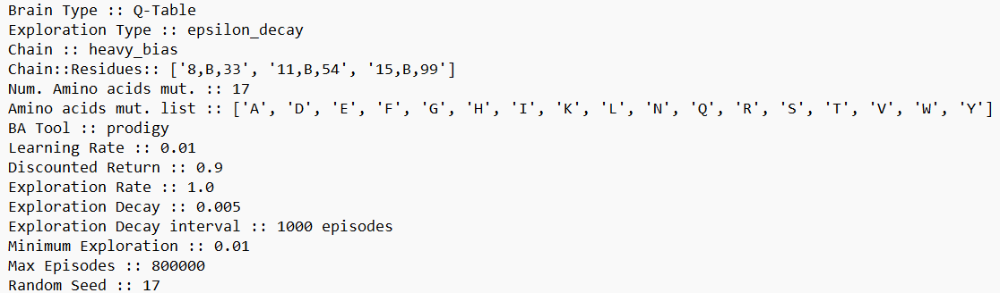 Brain Type :: Q-Table
Exploration Type :: epsilon_decay
Chain :: heavy_bias
Chain::Residues:: ['8,B,33', '11,B,54', '15,B,99']
Num. Amino acids mut. :: 17
Amino acids mut. list :: ['A', 'D', 'E', 'F', 'G', 'H', 'I', 'K', 'L', 'N', 'Q', 'R', 'S', 'T', 'V', 'W', 'Y']
BA Tool :: prodigy
Learning Rate :: 0.01
Discounted Return :: 0.9
Exploration Rate :: 1.0
Exploration Decay :: 0.005
Exploration Decay interval :: 1000 episodes
Minimum Exploration :: 0.01
Max Episodes :: 800000
Random Seed :: 17